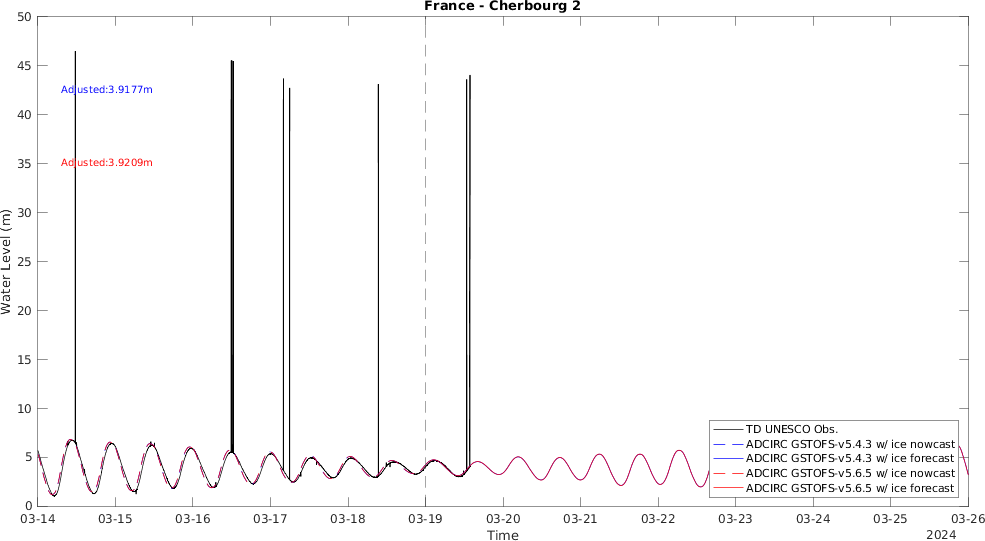 France - Cherbourg 2
50
45
40
35
30
25
20
15
10
5
0
Water Level (m)
Adjusted:3.9177m
Adjusted:3.9209m
TD UNESCO Obs.
ADCIRC GSTOFS-v5.4.3 w/ ice nowcast
ADCIRC GSTOFS-v5.4.3 w/ ice forecast
ADCIRC GSTOFS-v5.6.5 w/ ice nowcast
ADCIRC GSTOFS-v5.6.5 w/ ice forecast
03-14 03-15 03-16 03-17 03-18 03-19 03-20 03-21 03-22 03-23 03-24 03-25 03-26
Time
2024